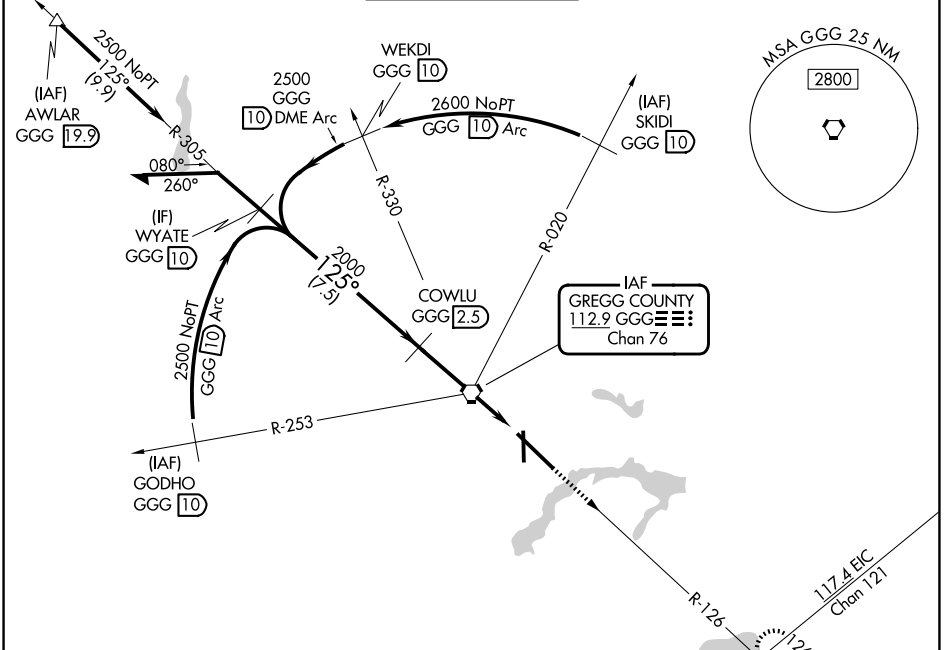 2500 NoPT
125°
(9.9)
(IAF)
AWLAR
GGG 19.9
R-305
080°
260°
(IF)
WYATE
GGG 10
2500
GGG
10 DME Arc
WEKDI
GGG 10
2600 NoPT
GGG 10 Arc
(IAF)
SKIDI
GGG 10
MSA GGG 25 NM
2800
R-330
R-020
2000
125°
(7.5)
COWLU
GGG 2.5
IAF
GREGG COUNTY
112.9 GGG
Chan 76
2500 NoPT
GGG 10 Arc
R-253
(IAF)
GODHO
GGG 10
R-126
117.4 EIC
Chan 121